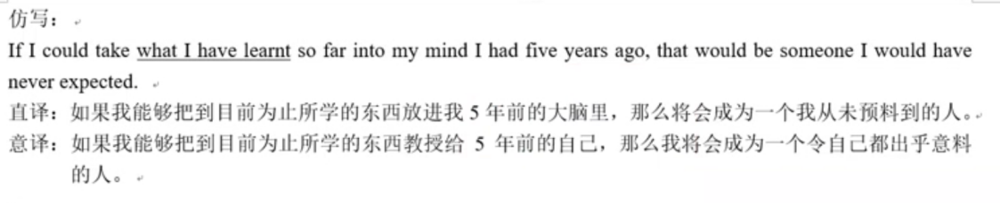 仿写：
If I could take what I have learnt so far into my mind I had five years ago, that would be someone I would have
never expected.
直译：如果我能够把到目前为止所学的东西放进我 5 年前的大脑里，那么将会成为一个我从未预料到的人。
意译：如果我能够把到目前为止所学的东西教授给 5 年前的自己，那么我将会成为一个令自己都出乎意料
的人。